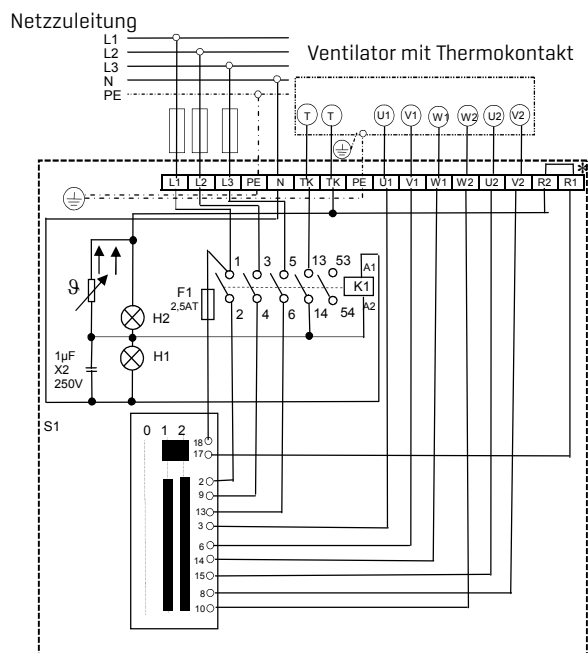 Netzzuleitung
L1
L2
L3
N
PE
Ventilator mit Thermokontakt
T T U1 V1 W1 W2 U2 V2
L1 L2 L3 PE N TK TK PE U1 V1 W1 W2 U2 V2 R2 R1 **
1 3 5 13 53
A1
ϑ
F1
2,5AT
K1
A2
H2
2 4 6 14 54
H1
1µF
X2
250V
S1
0 1 2
18
17
2
9
13
3
6
14
15
8
10